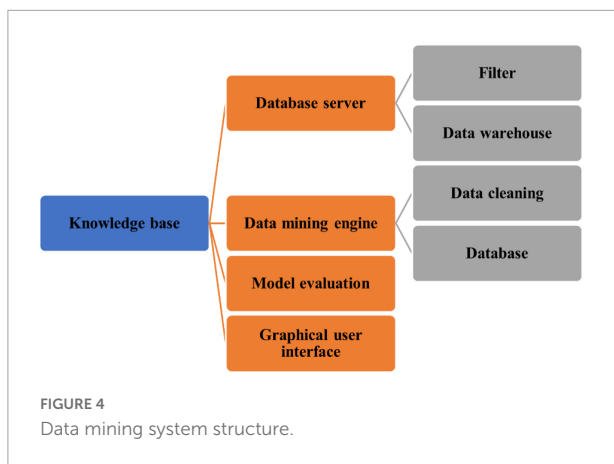 Filter
Database server
Data warehouse
Data cleaning
Knowledge base
Data mining engine
Database
Model evaluation
Graphical user
interface
FIGURE 4
Data mining system structure.